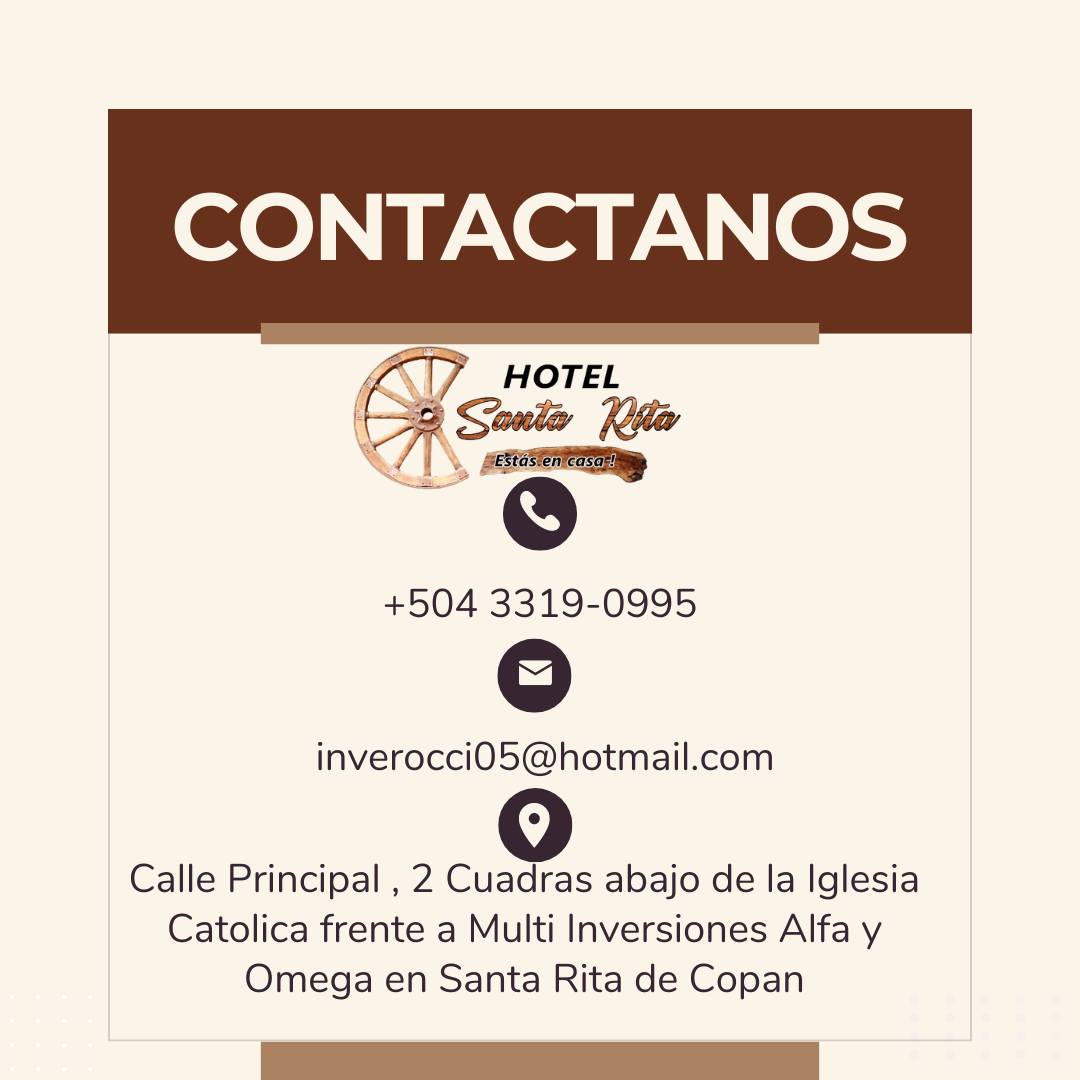 CONTACTANOS
HOTEL
Santa Rita
Estás en casa !
+504 3319-0995
inverocci05@hotmail.com
Calle Principal , 2 Cuadras abajo de la Iglesia
Catolica frente a Multi Inversiones Alfa y
Omega en Santa Rita de Copan